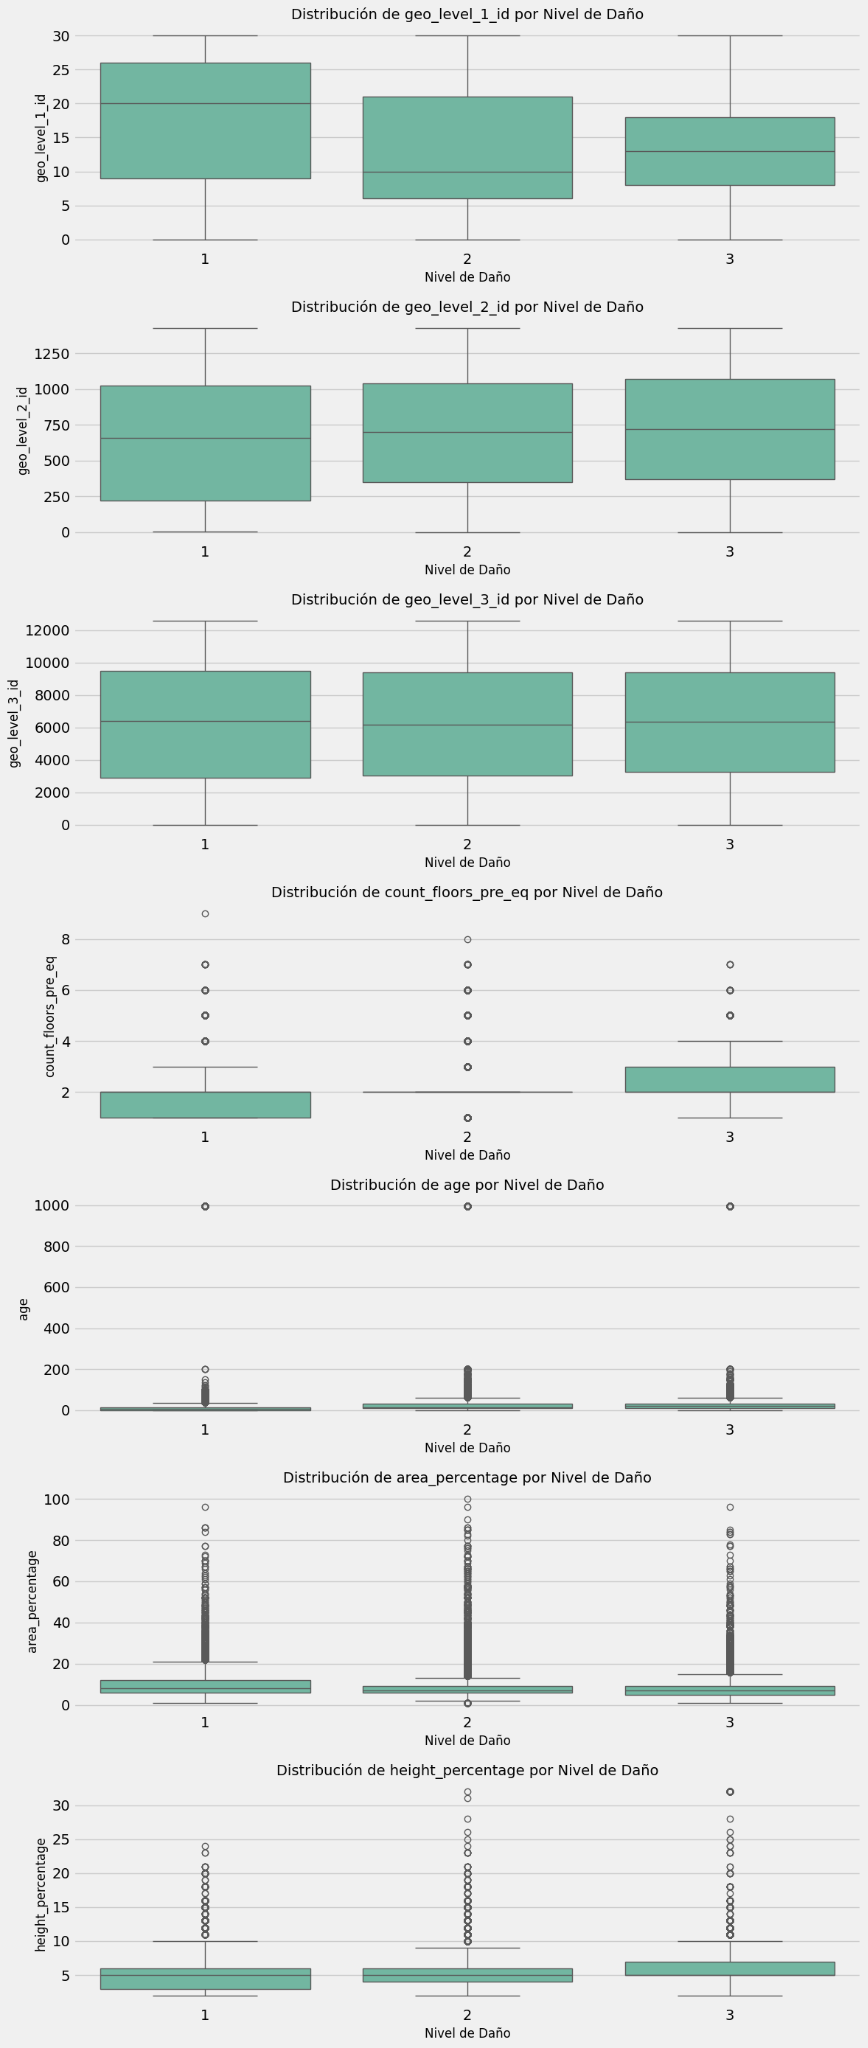 Distribución de geo_level_1_id por Nivel de Daño
30
25
20
15
10
5
0
geo_level_1_id
1 2 3
Nivel de Daño
Distribución de geo_level_2_id por Nivel de Daño
1250
1000
750
500
250
0
geo_level_2_id
1 2 3
Nivel de Daño
Distribución de geo_level_3_id por Nivel de Daño
12000
10000
8000
6000
4000
2000
0
geo_level_3_id
1 2 3
Nivel de Daño
Distribución de count_floors_pre_eq por Nivel de Daño
8
6
4
2
count_floors_pre_eq
1 2 3
Nivel de Daño
Distribución de age por Nivel de Daño
1000
800
600
400
200
0
age
1 2 3
Nivel de Daño
Distribución de area_percentage por Nivel de Daño
100
80
60
40
20
0
area_percentage
1 2 3
Nivel de Daño
Distribución de height_percentage por Nivel de Daño
30
25
20
15
10
5
height_percentage
1 2 3
Nivel de Daño